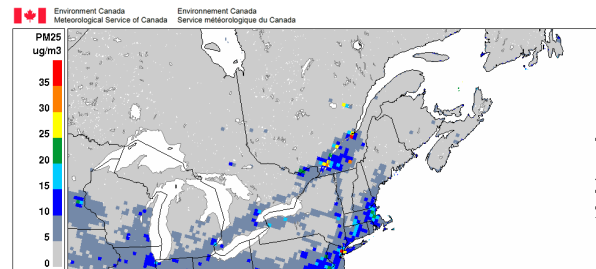 Environment Canada
Meteorological Service of Canada
Environnement Canada
Service météorologique du Canada
PM25
ug/m3
35
30
25
20
15
10
5
0